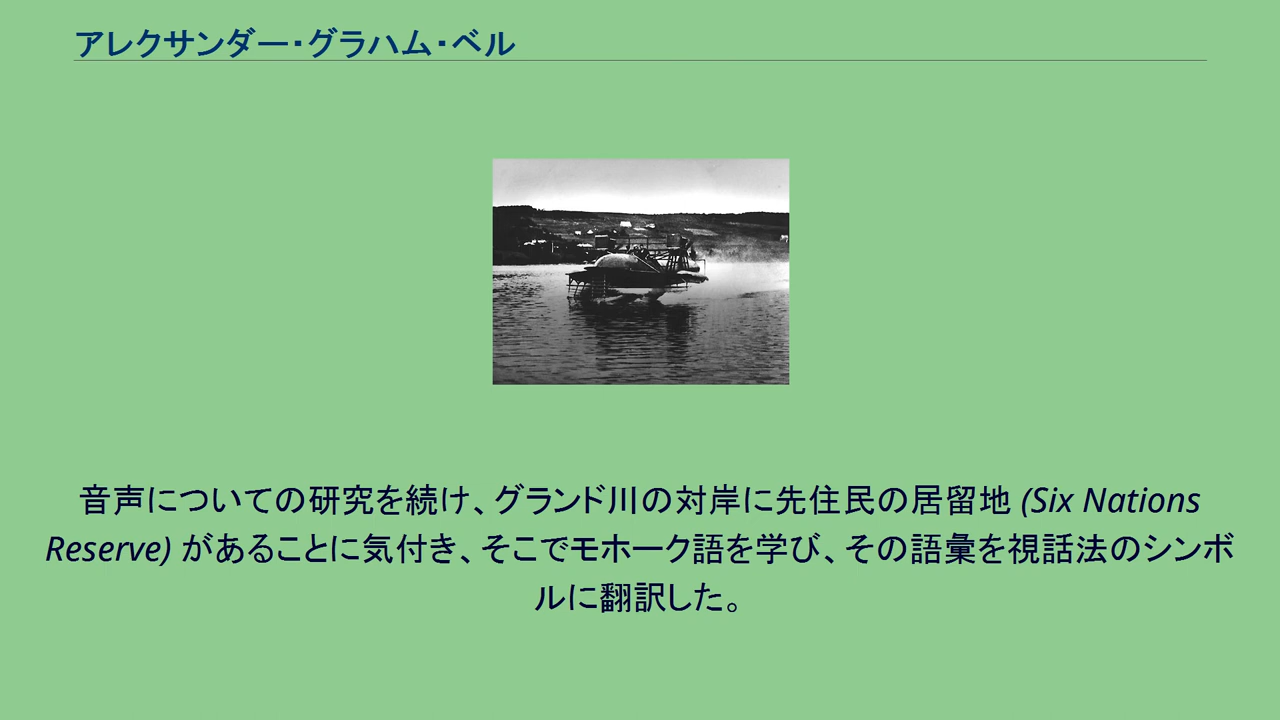 アレクサンダー・グラハム・ベル
音声についての研究を続け、グランド川の対岸に先住民の居留地 (Six Nations
Reserve) があることに気付き、そこでモホーク語を学び、その語彙を視話法のシンボ
ルに翻訳した。